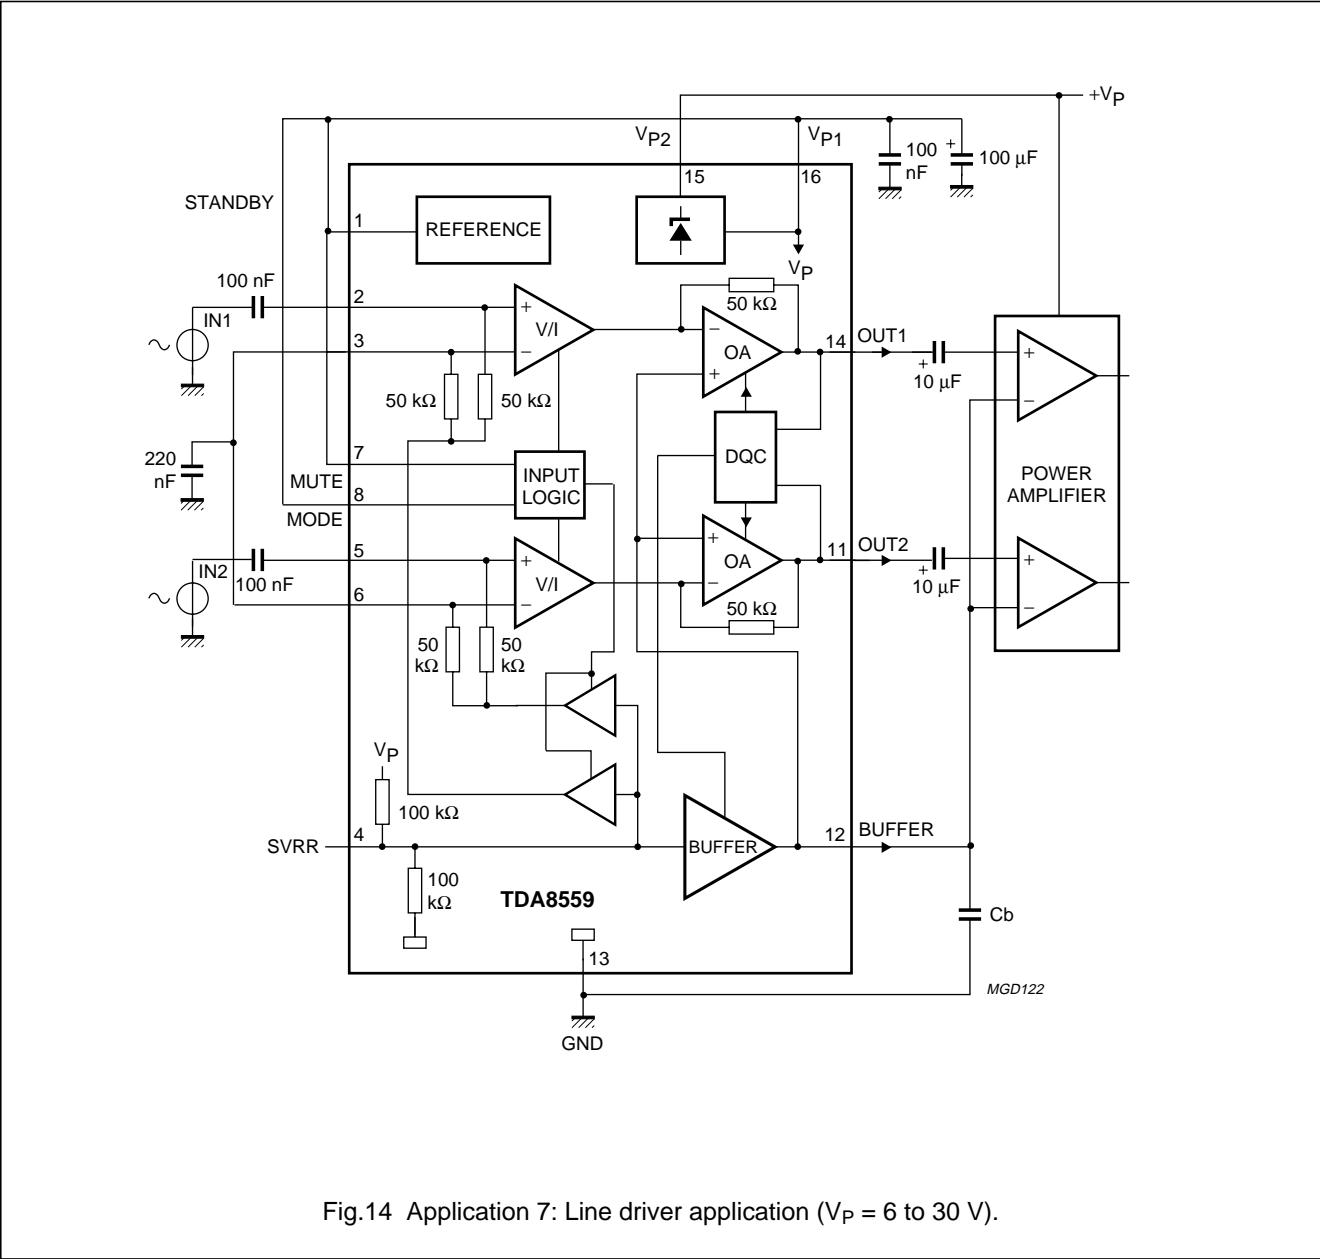 +VP
VP2
VP1
100 nF
+
100 μF
15
16
STANDBY
1
REFERENCE
VP
100 nF
2
+
V/I
−
50 kΩ
IN1
3
−
OA
+
14
OUT1
+
10 μF
+
−
50 kΩ
50 kΩ
220 nF
7
MUTE
8
MODE
INPUT LOGIC
DQC
POWER AMPLIFIER
IN2
100 nF
5
+
V/I
−
6
+
OA
−
11
OUT2
+
10 μF
+
−
50 kΩ
50 kΩ
50 kΩ
VP
100 kΩ
SVRR
4
BUFFER
12
BUFFER
100 kΩ
TDA8559
Cb
13
MGD122
GND
Fig.14 Application 7: Line driver application (VP = 6 to 30 V).